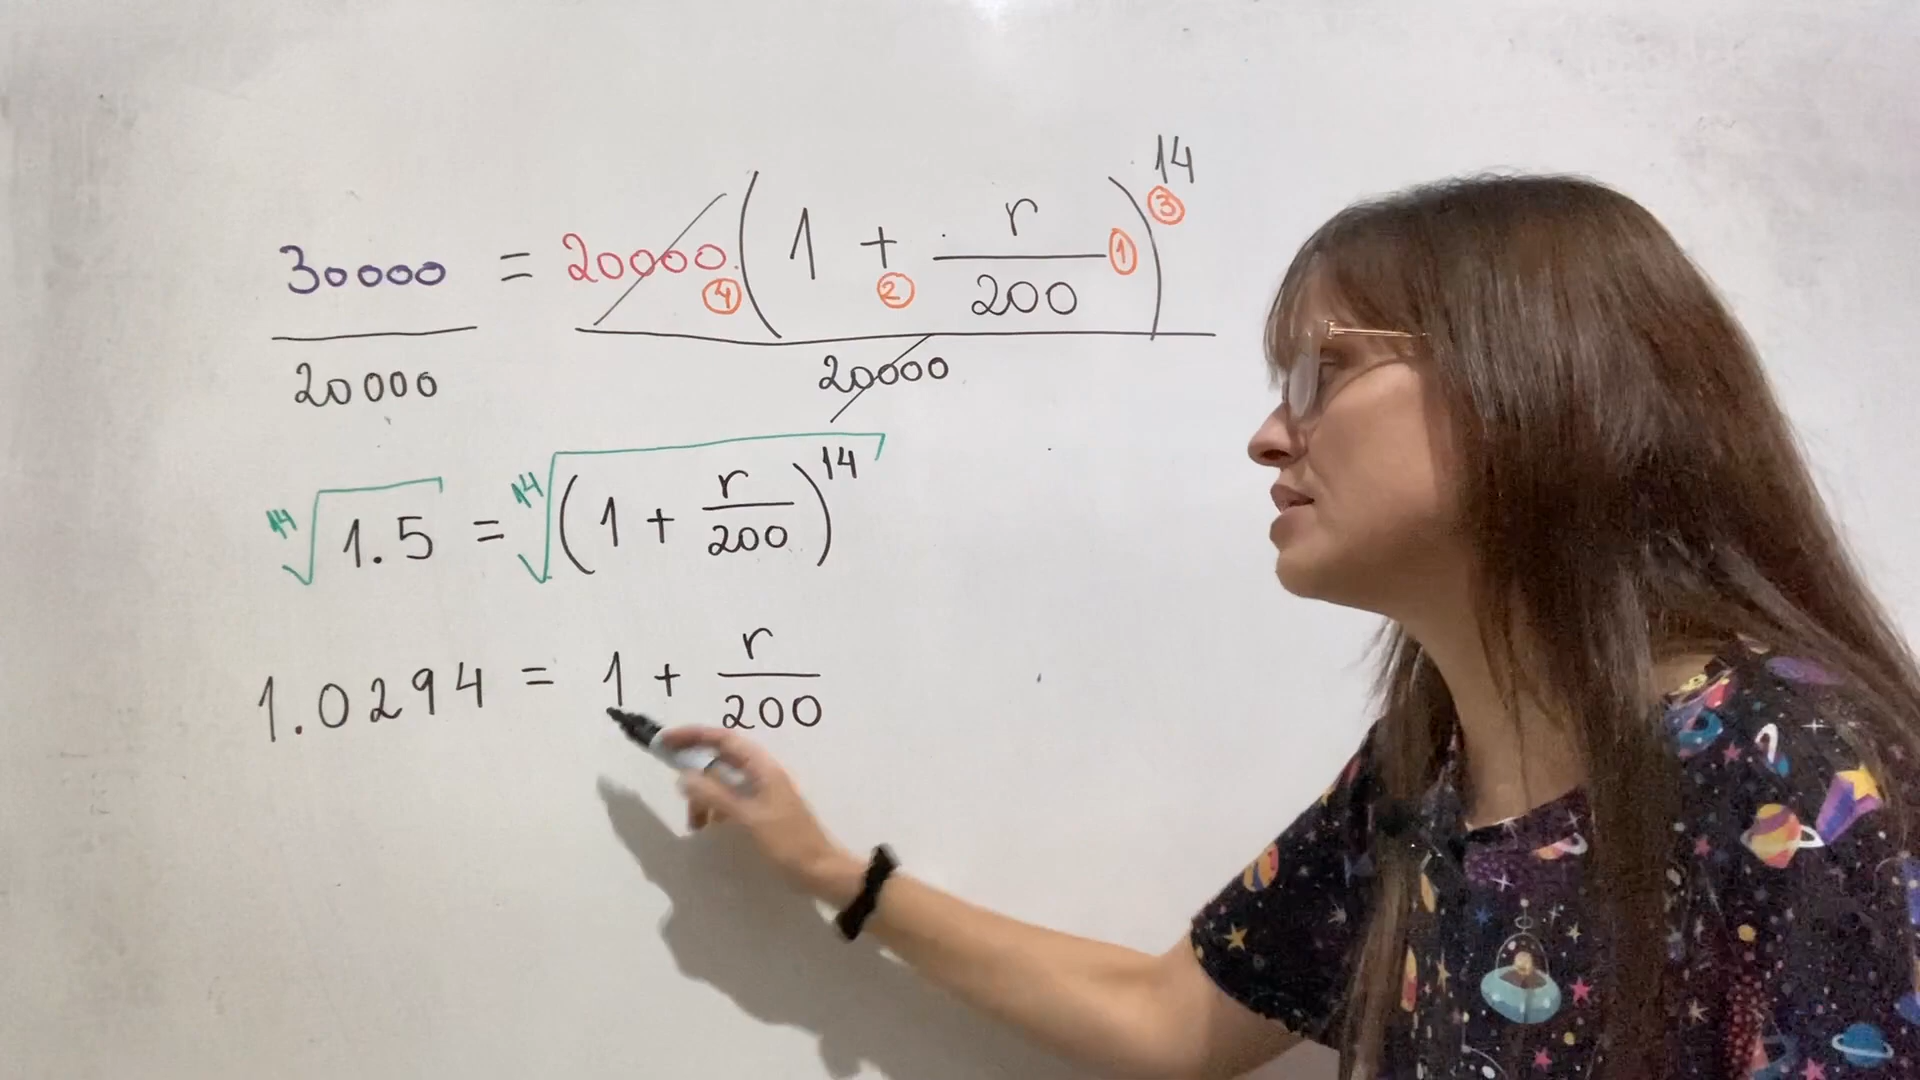 30000 = 20000.(1 + r/200)^14
④ ② ① ③
20000 20000
¹⁴√1.5 = ¹⁴√(1 + r/200)^14
1.0294 = 1 + r/200